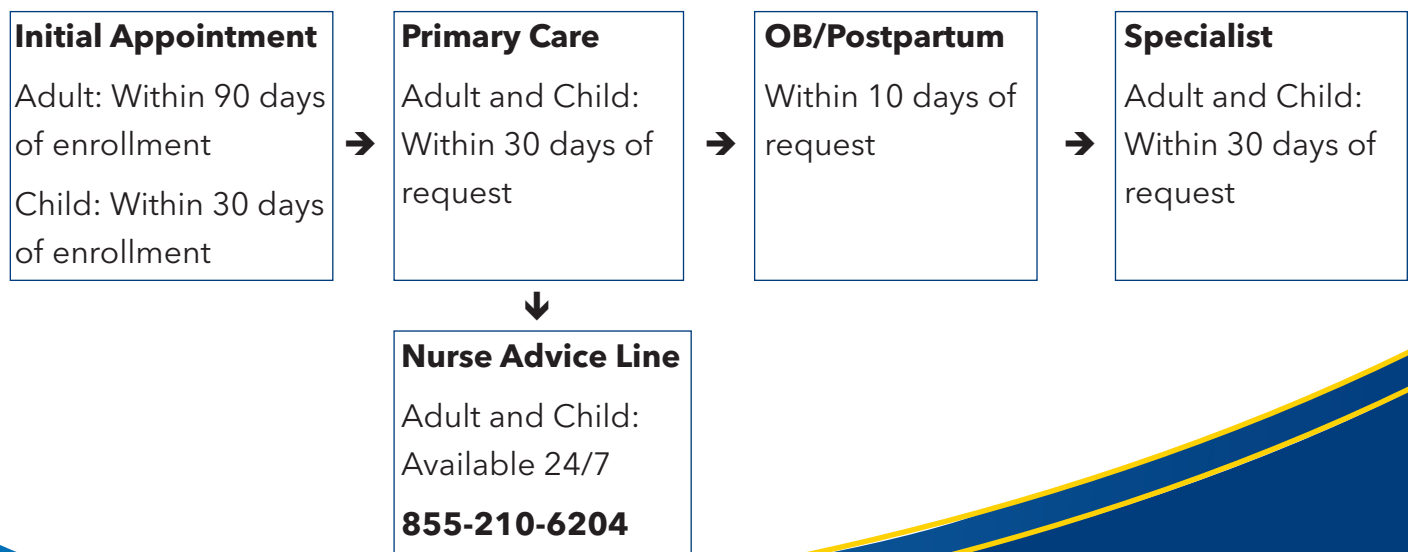 Initial Appointment
Adult: Within 90 days
of enrollment
Child: Within 30 days
of enrollment
➔
Primary Care
Adult and Child:
Within 30 days of
request
➔
OB/Postpartum
Within 10 days of
request
➔
Specialist
Adult and Child:
Within 30 days of
request
Nurse Advice Line
Adult and Child:
Available 24/7
855-210-6204